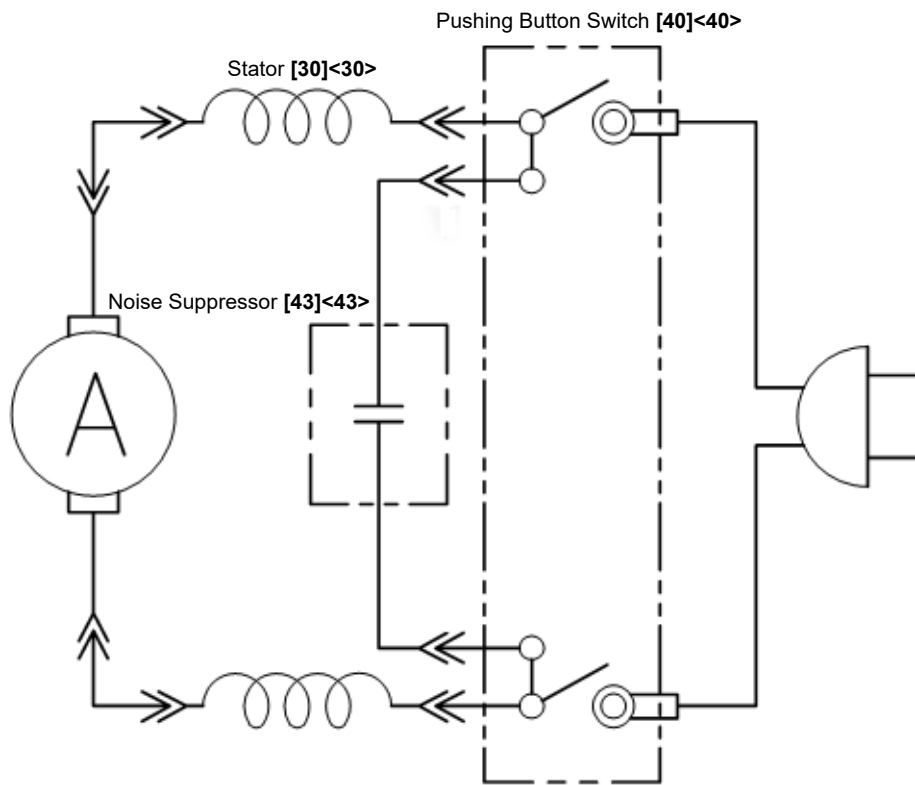 Pushing Button Switch [40]<40>
Stator [30]<30>
Noise Suppressor [43]<43>
A